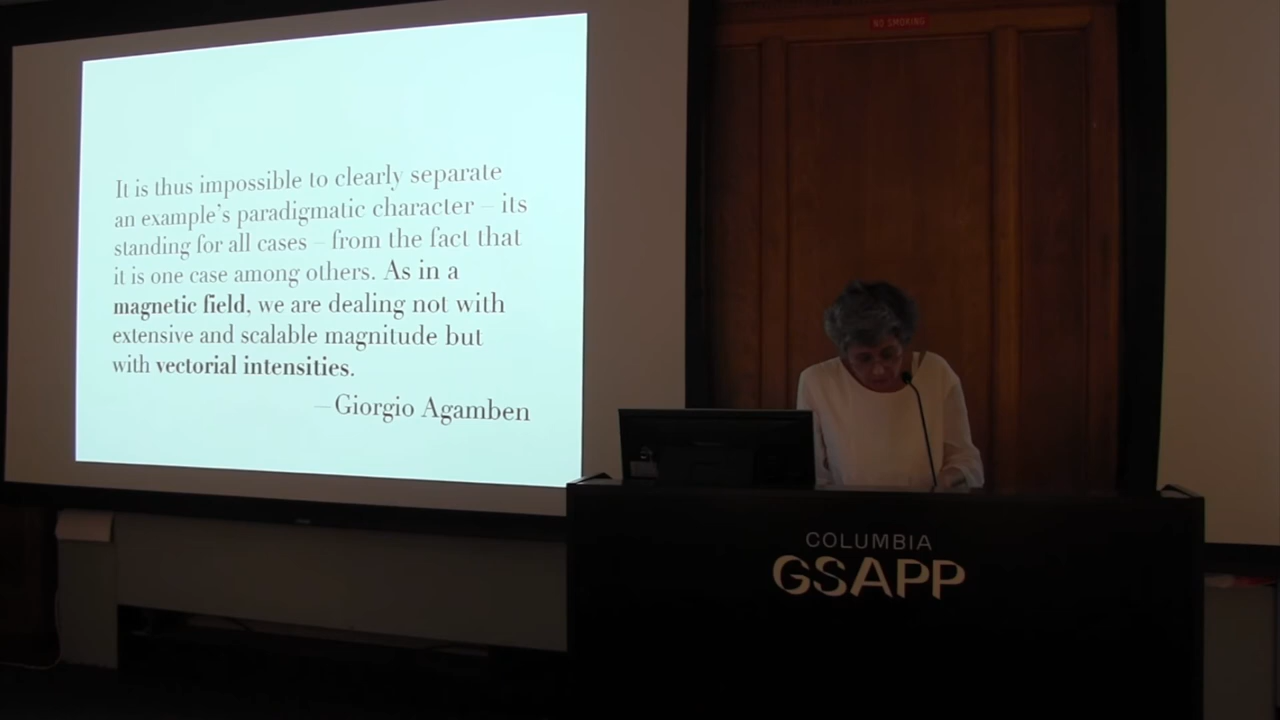 NO SMOKING
It is thus impossible to clearly separate
an example's paradigmatic character – its
standing for all cases – from the fact that
it is one case among others. As in a
magnetic field, we are dealing not with
extensive and scalable magnitude but
with vectorial intensities.
– Giorgio Agamben
COLUMBIA
GSAPP